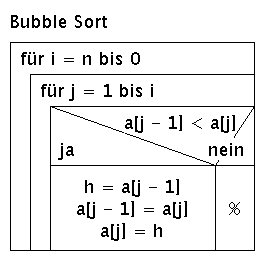 Bubble Sort
für i = n bis 0
für j = 1 bis i
a[j - 1] < a[j]
ja nein
h = a[j - 1]
a[j - 1] = a[j] %
a[j] = h